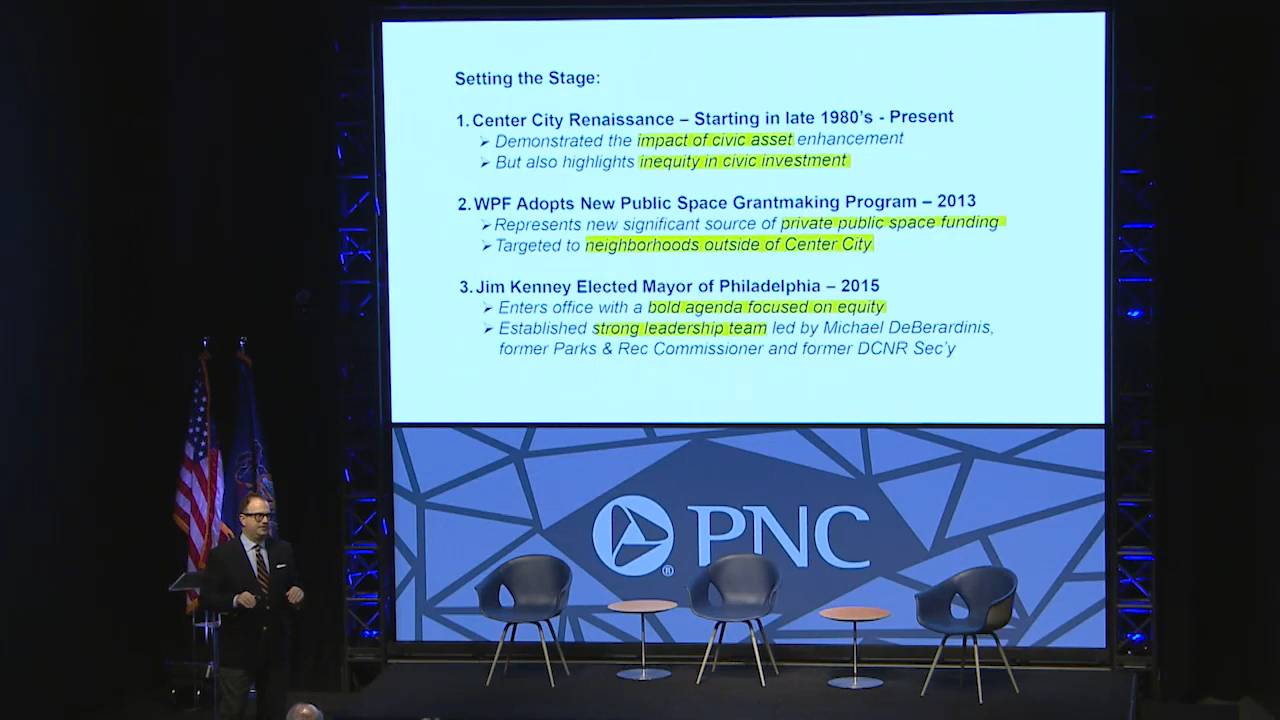 Setting the Stage:
1. Center City Renaissance – Starting in late 1980's - Present
➢ Demonstrated the impact of civic asset enhancement
➢ But also highlights inequity in civic investment
2. WPF Adopts New Public Space Grantmaking Program – 2013
➢ Represents new significant source of private public space funding
➢ Targeted to neighborhoods outside of Center City
3. Jim Kenney Elected Mayor of Philadelphia – 2015
➢ Enters office with a bold agenda focused on equity
➢ Established strong leadership team led by Michael DeBerardinis,
former Parks & Rec Commissioner and former DCNR Sec'y
PNC
®